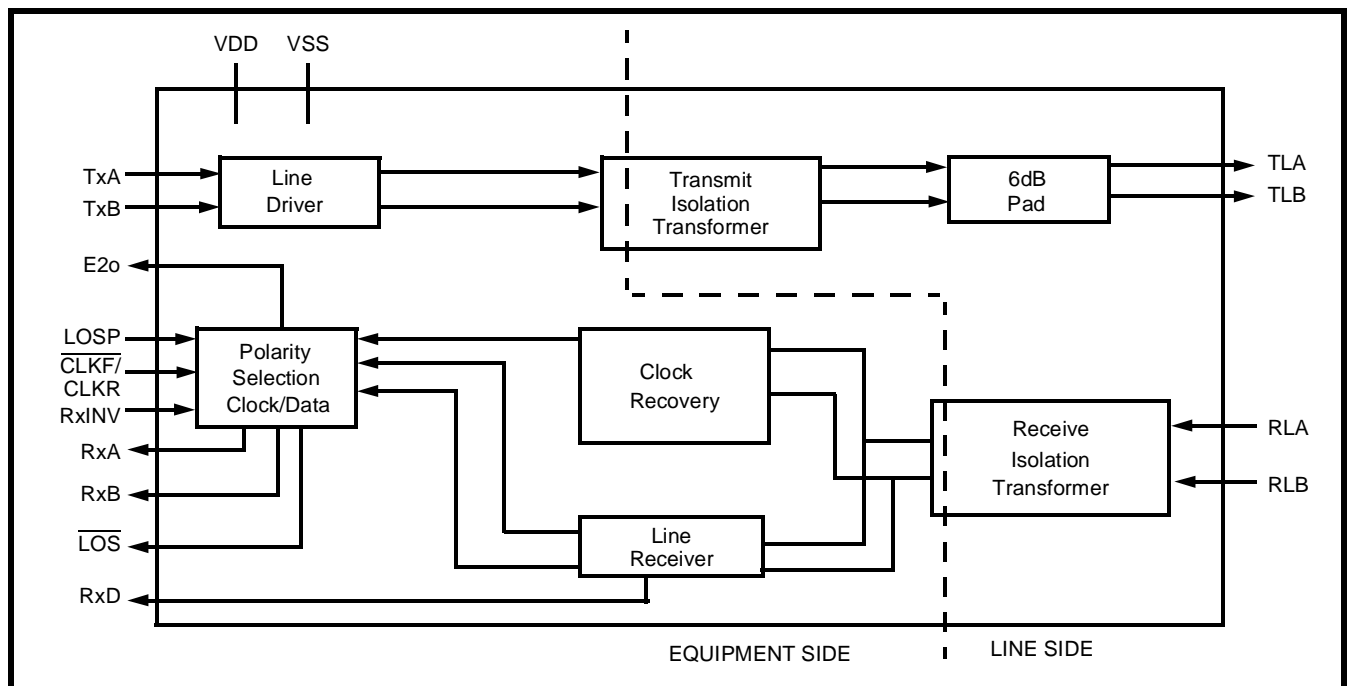 VDD VSS
TxA
TxB
Line
Driver
Transmit
Isolation
Transformer
6dB
Pad
TLA
TLB
E2o
LOSP
CLKF/
CLKR
RxINV
Polarity
Selection
Clock/Data
Clock
Recovery
Receive
Isolation
Transformer
RLA
RLB
RxA
RxB
LOS
RxD
Line
Receiver
EQUIPMENT SIDE
LINE SIDE